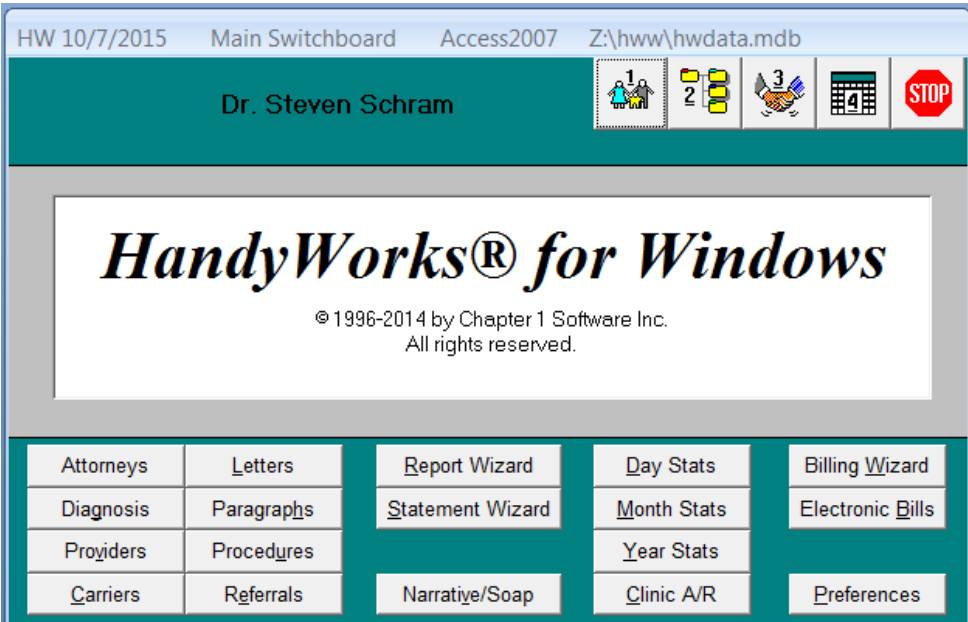 HW 10/7/2015 Main Switchboard Access2007 Z:\hww\hwdata.mdb
Dr. Steven Schram
1 2 3 4 STOP
HandyWorks® for Windows
©1996-2014 by Chapter 1 Software Inc.
All rights reserved.
Attorneys Letters Report Wizard Day Stats Billing Wizard
Diagnosis Paragraphs Statement Wizard Month Stats Electronic Bills
Providers Procedures Year Stats
Carriers Referrals Narrative/Soap Clinic A/R Preferences